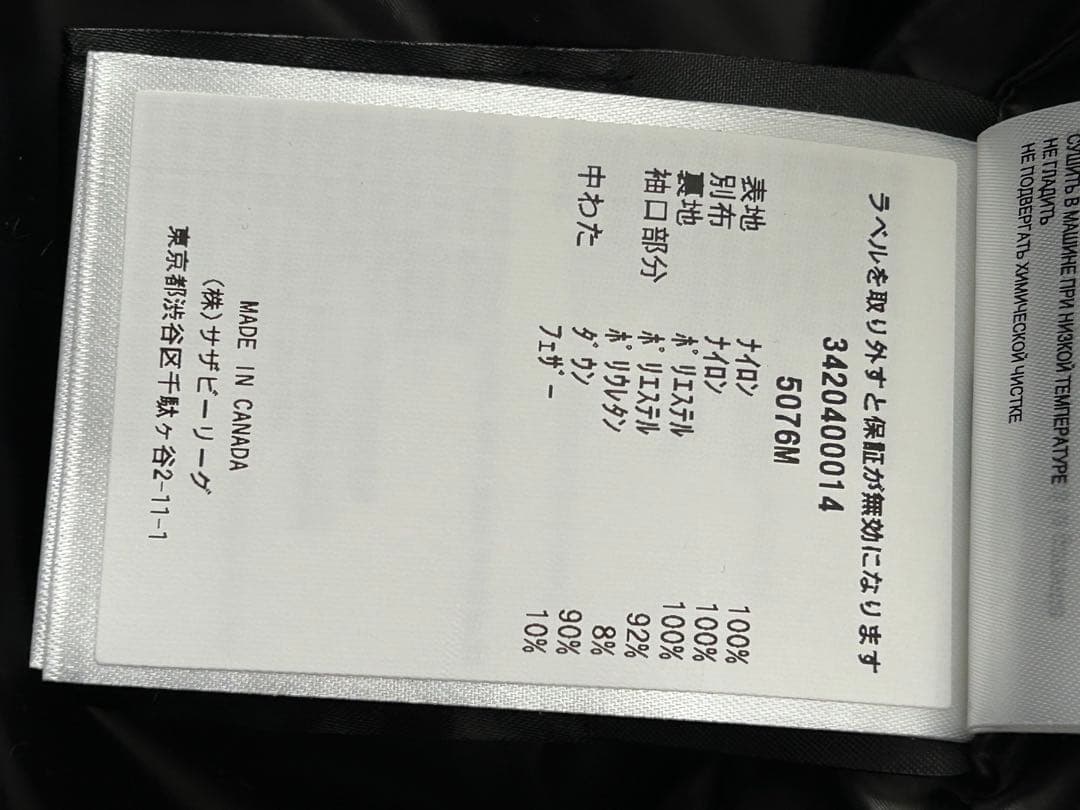 ラベルを取り外すと保証が無効になります
342040014
5076M
表地 ナイロン 100%
別布 ナイロン 100%
裏地 ポリエステル 100%
袖口部分 ポリエステル 92%
ポリウレタン 8%
中わた ダウン 90%
フェザー 10%
MADE IN CANADA
(株)サザビーリーグ
東京都渋谷区千駄ヶ谷2-11-1
СУШИТЬ В МАШИНЕ ПРИ НИЗКОЙ ТЕМПЕРАТУРЕ
НЕ ГЛАДИТЬ
НЕ ПОДВЕРГАТЬ ХИМИЧЕСКОЙ ЧИСТКЕ